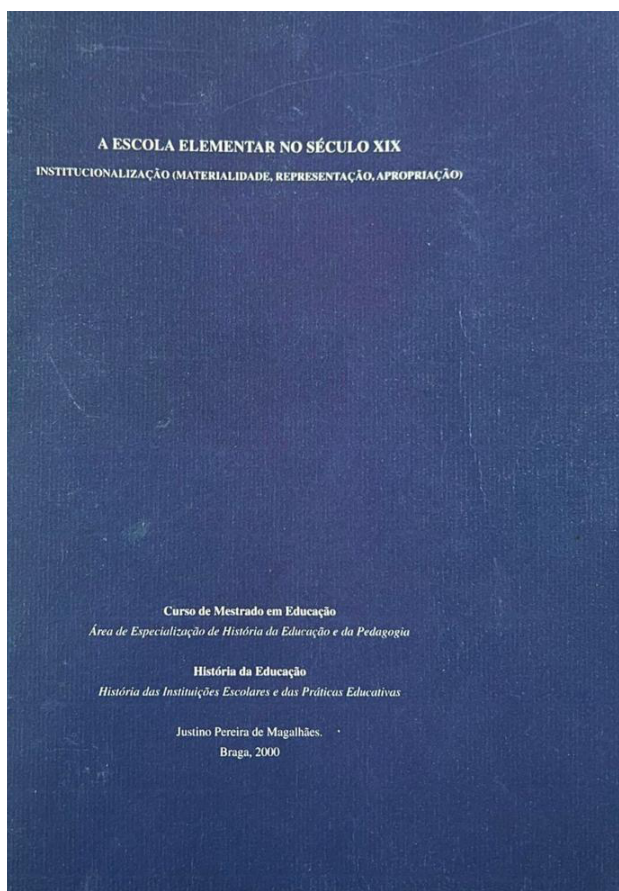 A ESCOLA ELEMENTAR NO SÉCULO XIX
INSTITUCIONALIZAÇÃO (MATERIALIDADE, REPRESENTAÇÃO, APROPRIAÇÃO)
Curso de Mestrado em Educação
Área de Especialização de História da Educação e da Pedagogia
História da Educação
História das Instituições Escolares e das Práticas Educativas
Justino Pereira de Magalhães.
Braga, 2000